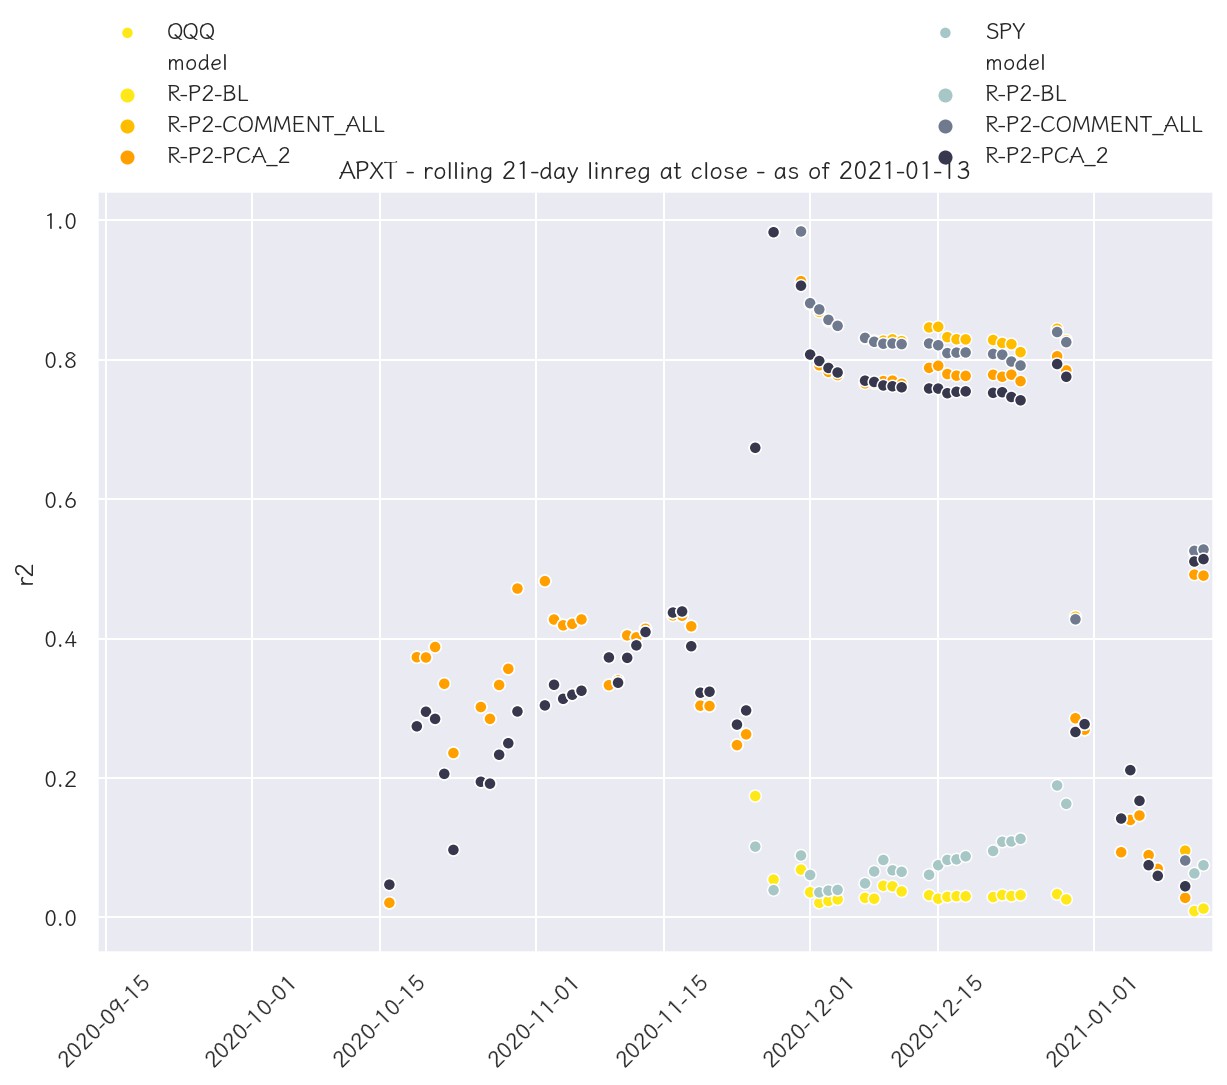 QQQ
model
R-P2-BL
R-P2-COMMENT_ALL
R-P2-PCA_2
SPY
model
R-P2-BL
R-P2-COMMENT_ALL
R-P2-PCA_2
APXT - rolling 21-day linreg at close - as of 2021-01-13
1.0
0.8
0.6
0.4
0.2
0.0
r2
2020-09-15
2020-10-01
2020-10-15
2020-11-01
2020-11-15
2020-12-01
2020-12-15
2021-01-01